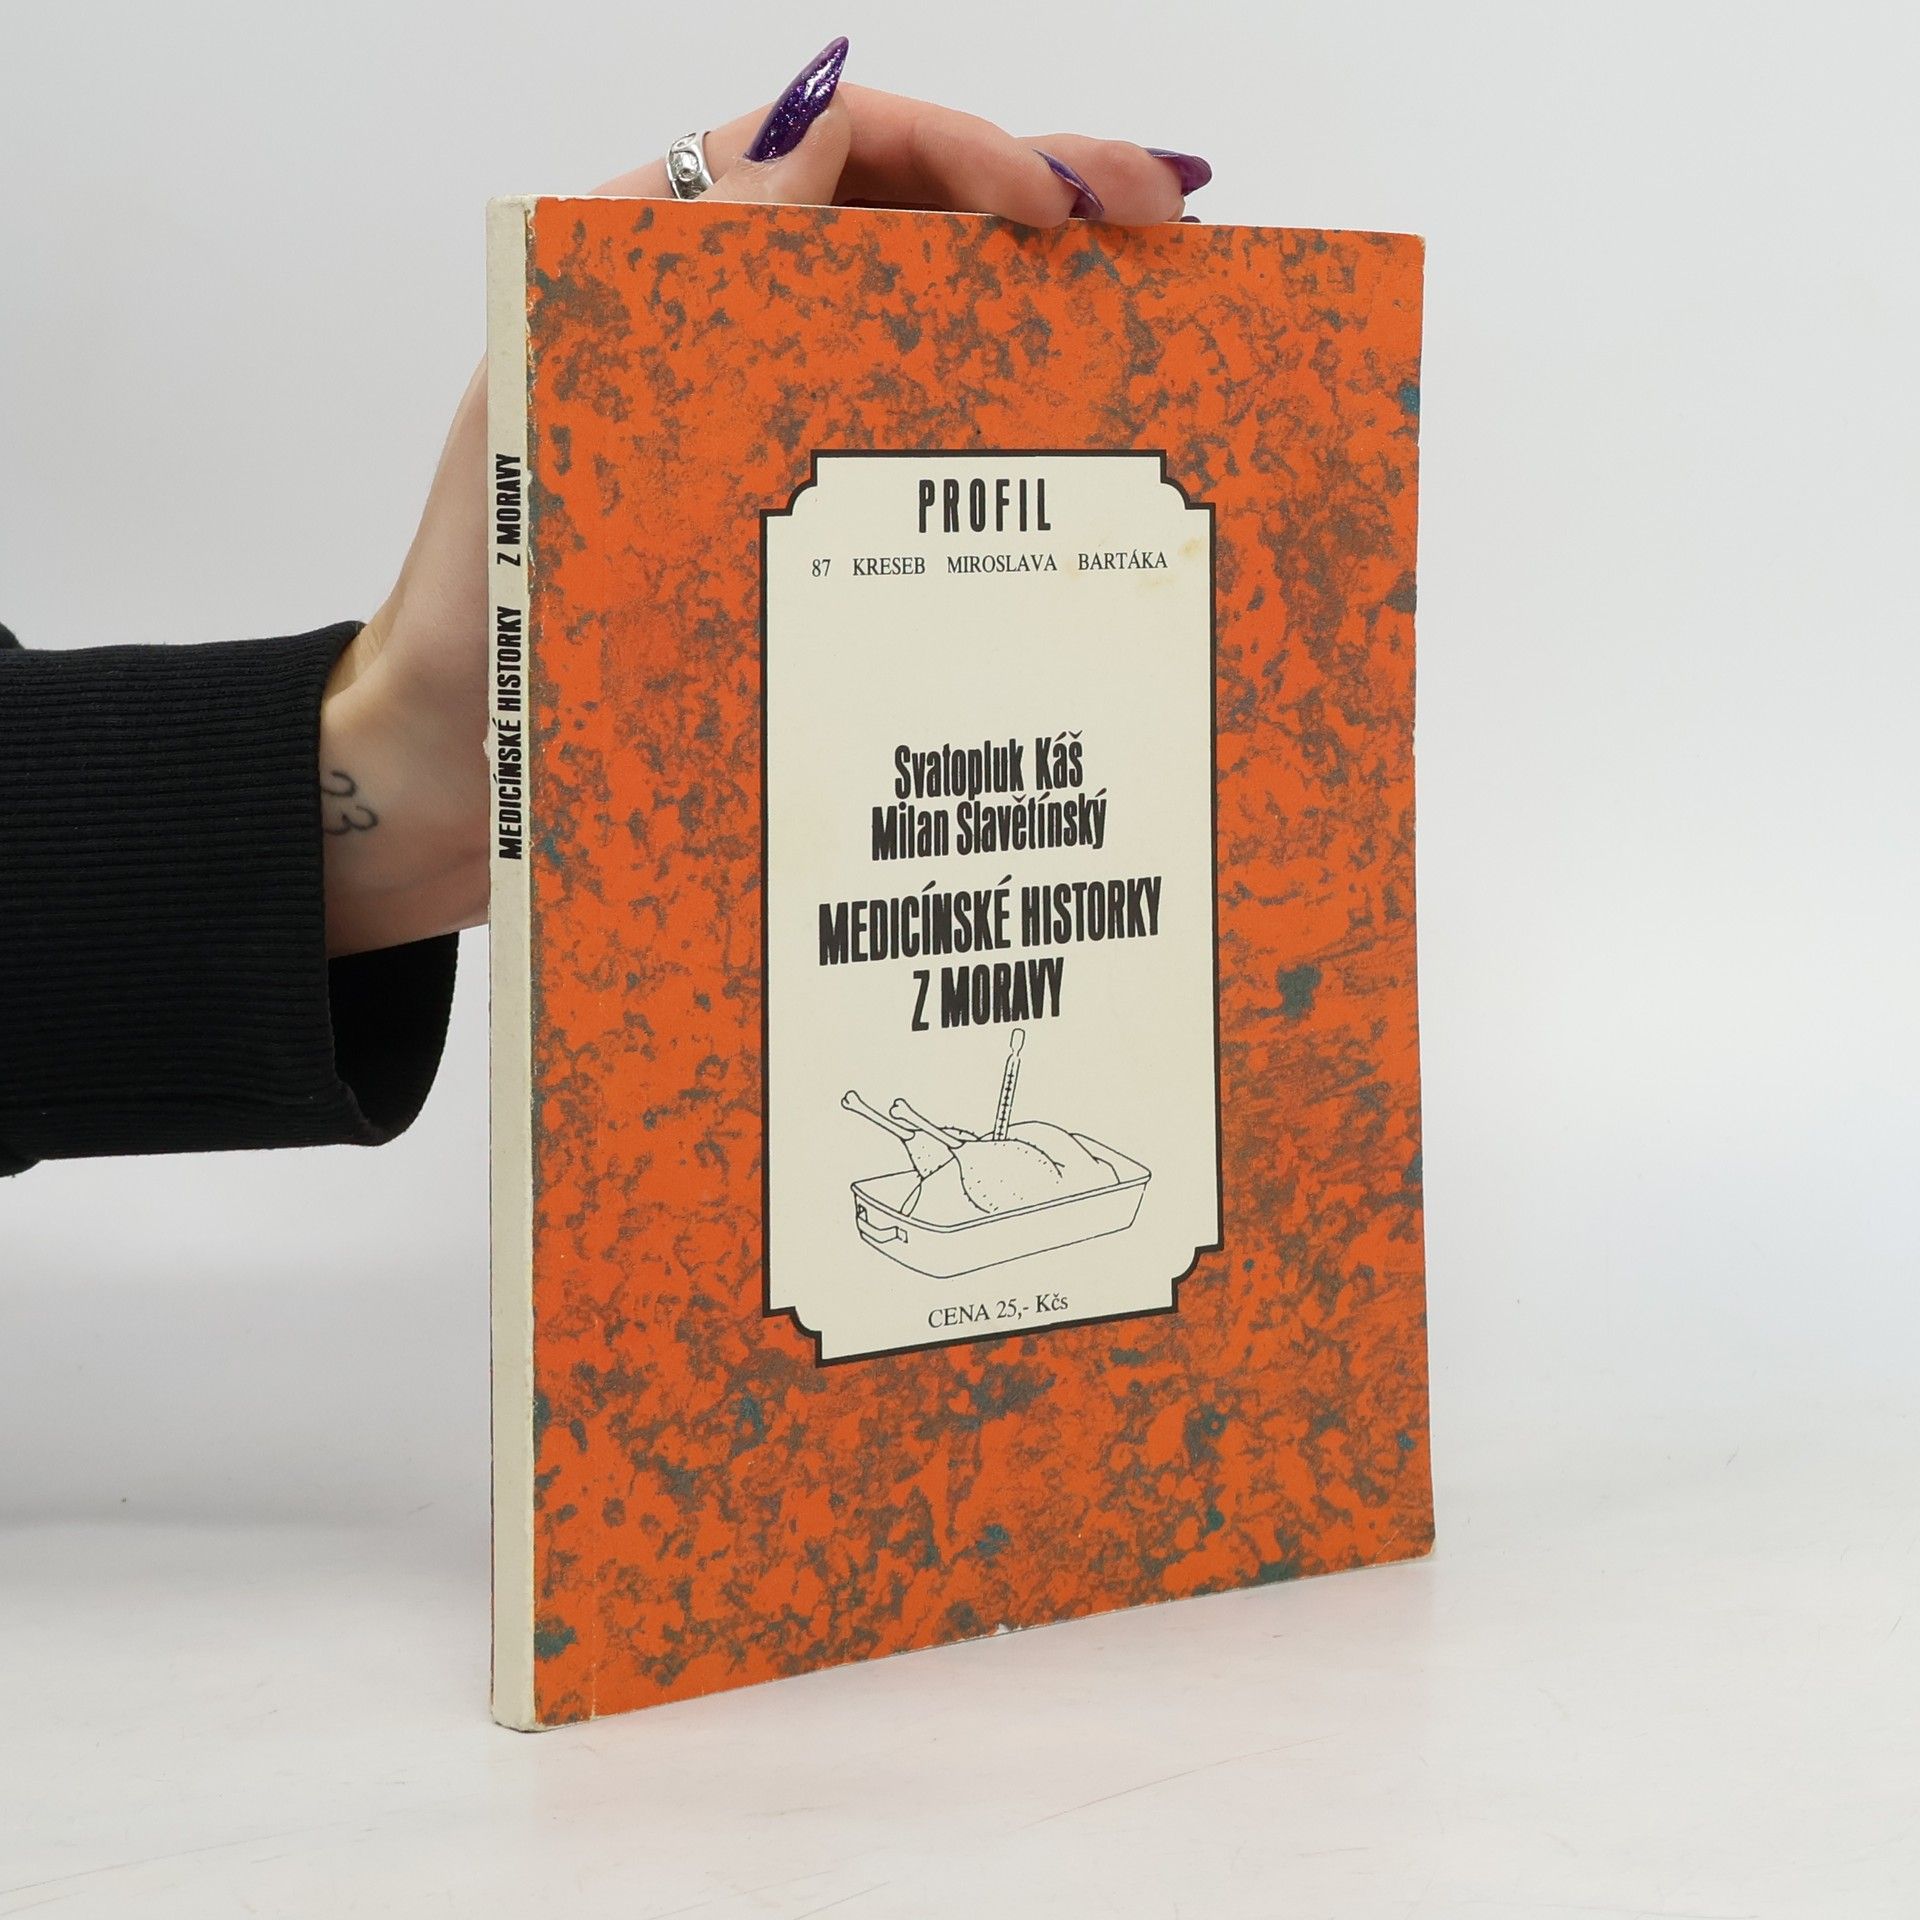 MEDICÍNSKÉ HISTORKY Z MORAVY
PROFIL
87 KRESEB MIROSLAVA BARTÁKA
Svatopluk Káš
Milan Slavětínský
MEDICÍNSKÉ HISTORKY
Z MORAVY
CENA 25,- Kčs